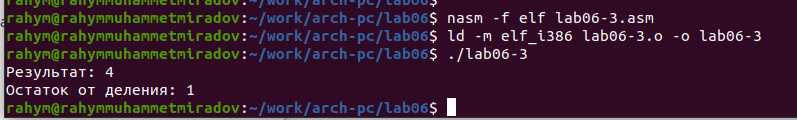 rahym@rahymmuhammetmiradov:~/work/arch-pc/lab06$ nasm -f elf lab06-3.asm
rahym@rahymmuhammetmiradov:~/work/arch-pc/lab06$ ld -m elf_i386 lab06-3.o -o lab06-3
rahym@rahymmuhammetmiradov:~/work/arch-pc/lab06$ ./lab06-3
Результат: 4
Остаток от деления: 1
rahym@rahymmuhammetmiradov:~/work/arch-pc/lab06$